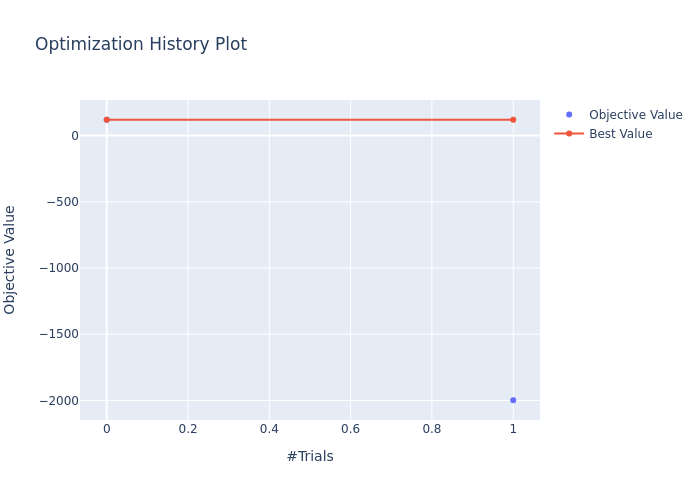 Optimization History Plot
Objective Value
Best Value
0
−500
−1000
−1500
−2000
Objective Value
0
0.2
0.4
0.6
0.8
1
#Trials